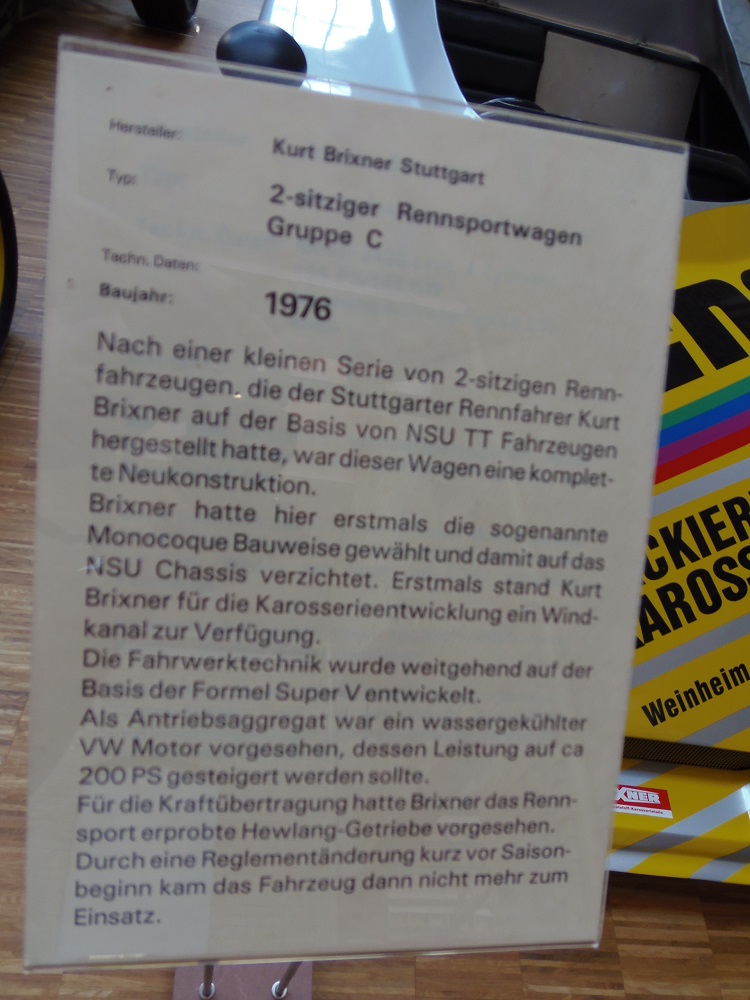 Hersteller: Kurt Brixner Stuttgart
Typ: 2-sitziger Rennsportwagen
Gruppe C
Techn. Daten:
Baujahr: 1976
Nach einer kleinen Serie von 2-sitzigen Renn-
fahrzeugen, die der Stuttgarter Rennfahrer Kurt
Brixner auf der Basis von NSU TT Fahrzeugen
hergestellt hatte, war dieser Wagen eine komplet-
te Neukonstruktion.
Brixner hatte hier erstmals die sogenannte
Monocoque Bauweise gewählt und damit auf das
NSU Chassis verzichtet. Erstmals stand Kurt
Brixner für die Karosserieentwicklung ein Wind-
kanal zur Verfügung.
Die Fahrwerktechnik wurde weitgehend auf der
Basis der Formel Super V entwickelt.
Als Antriebsaggregat war ein wassergekühlter
VW Motor vorgesehen, dessen Leistung auf ca
200 PS gesteigert werden sollte.
Für die Kraftübertragung hatte Brixner das Renn-
sport erprobte Hewlang-Getriebe vorgesehen.
Durch eine Reglementänderung kurz vor Saison-
beginn kam das Fahrzeug dann nicht mehr zum
Einsatz.
CKIER
KAROSS
Weinheim
XNER